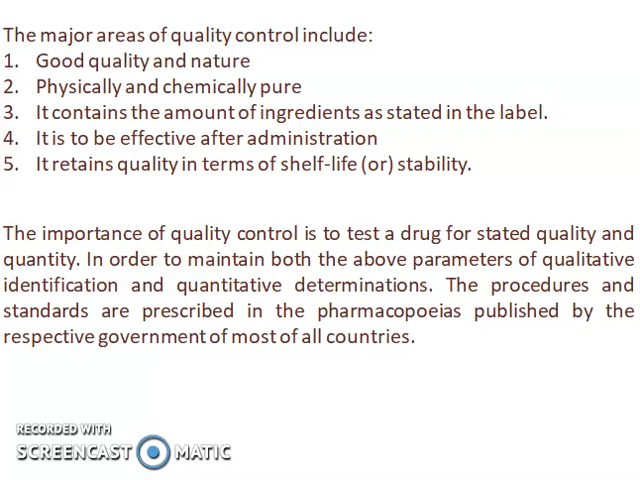 The major areas of quality control include:
1. Good quality and nature
2. Physically and chemically pure
3. It contains the amount of ingredients as stated in the label.
4. It is to be effective after administration
5. It retains quality in terms of shelf-life (or) stability.
The importance of quality control is to test a drug for stated quality and
quantity. In order to maintain both the above parameters of qualitative
identification and quantitative determinations. The procedures and
standards are prescribed in the pharmacopoeias published by the
respective government of most of all countries.
RECORDED WITH
SCREENCAST MATIC